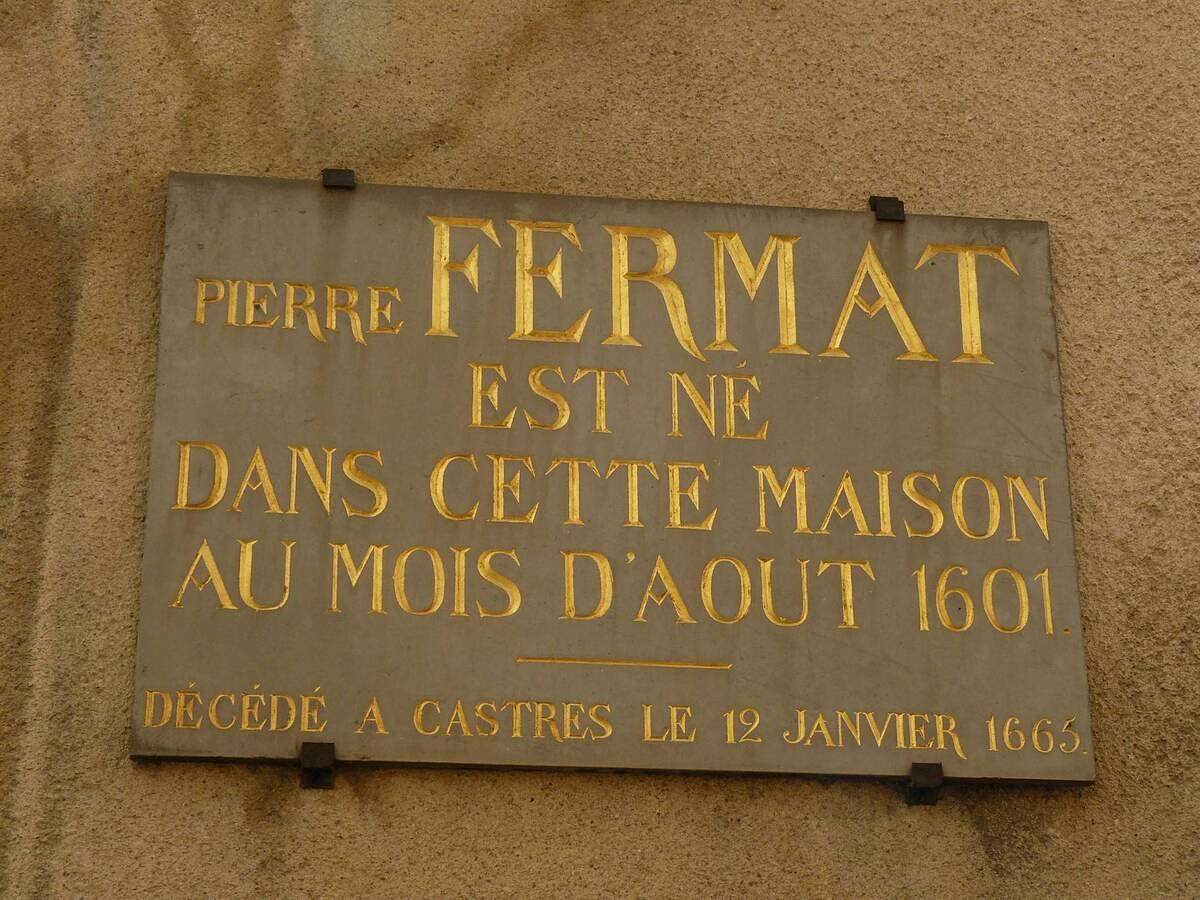 PIERRE FERMAT
EST NÉ
DANS CETTE MAISON
AU MOIS D'AOUT 1601.
DÉCÉDÉ A CASTRES LE 12 JANVIER 1665.